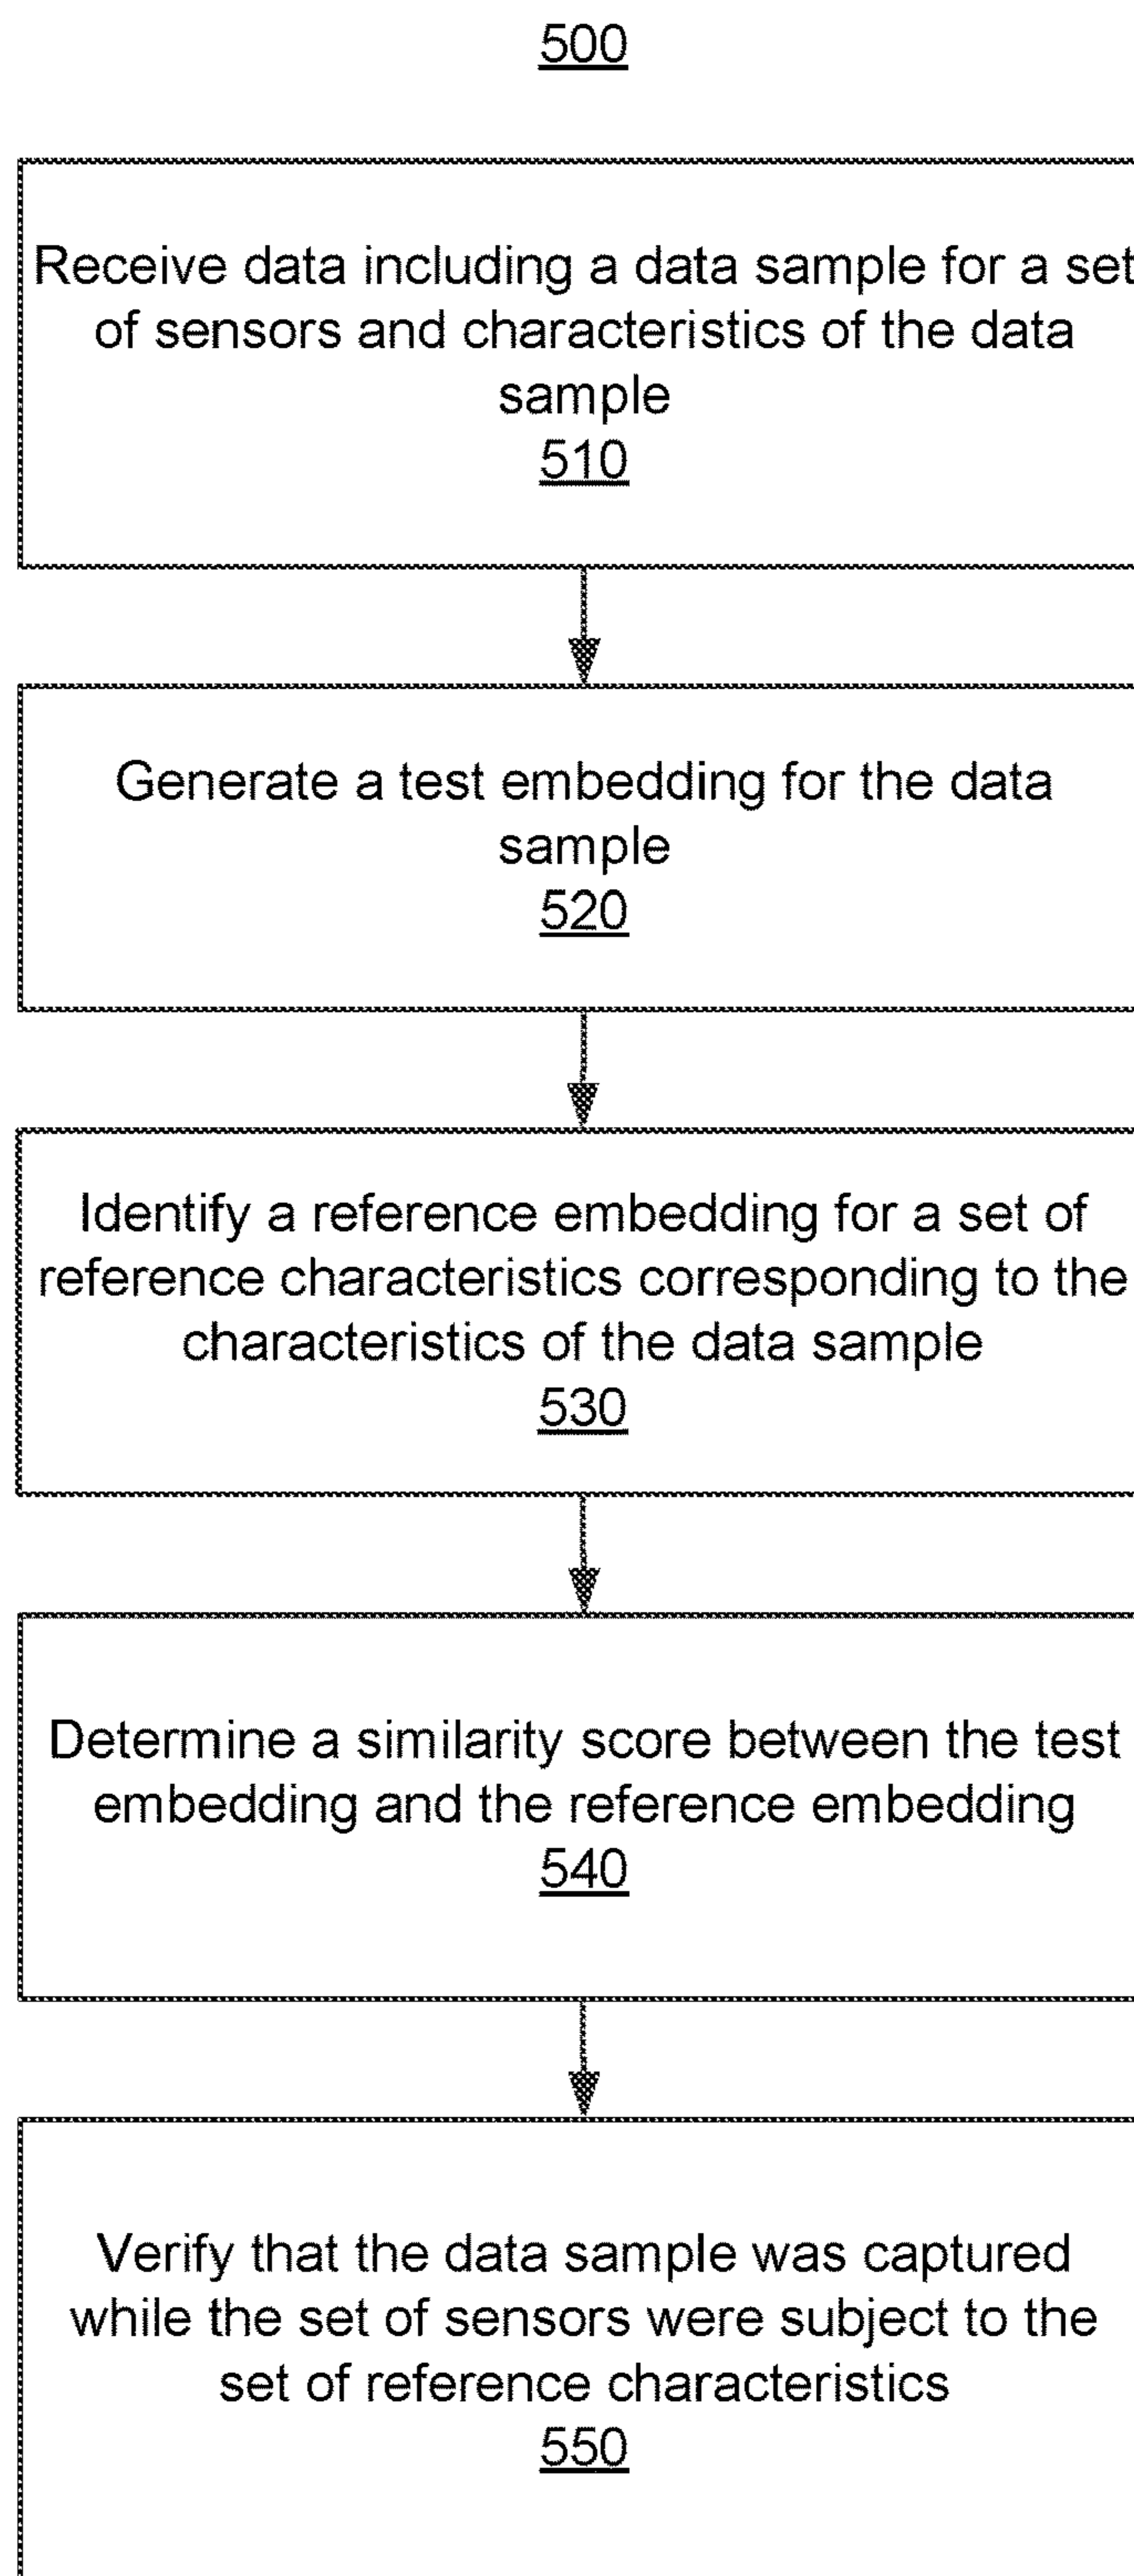 500
Receive data including a data sample for a set
of sensors and characteristics of the data
sample
510
Generate a test embedding for the data
sample
520
Identify a reference embedding for a set of
reference characteristics corresponding to the
characteristics of the data sample
530
Determine a similarity score between the test
embedding and the reference embedding
540
Verify that the data sample was captured
while the set of sensors were subject to the
set of reference characteristics
550